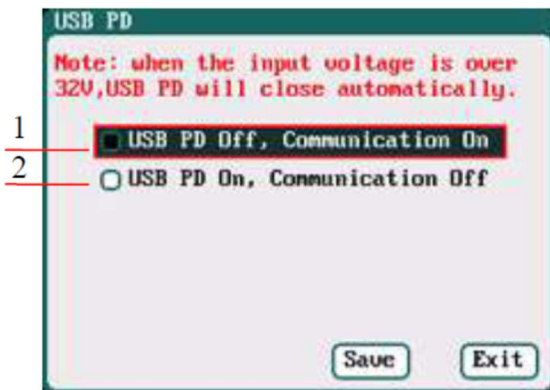 USB PD
Note: when the input voltage is over
32V,USB PD will close automatically.
1
USB PD Off, Communication On
2
USB PD On, Communication Off
Save
Exit